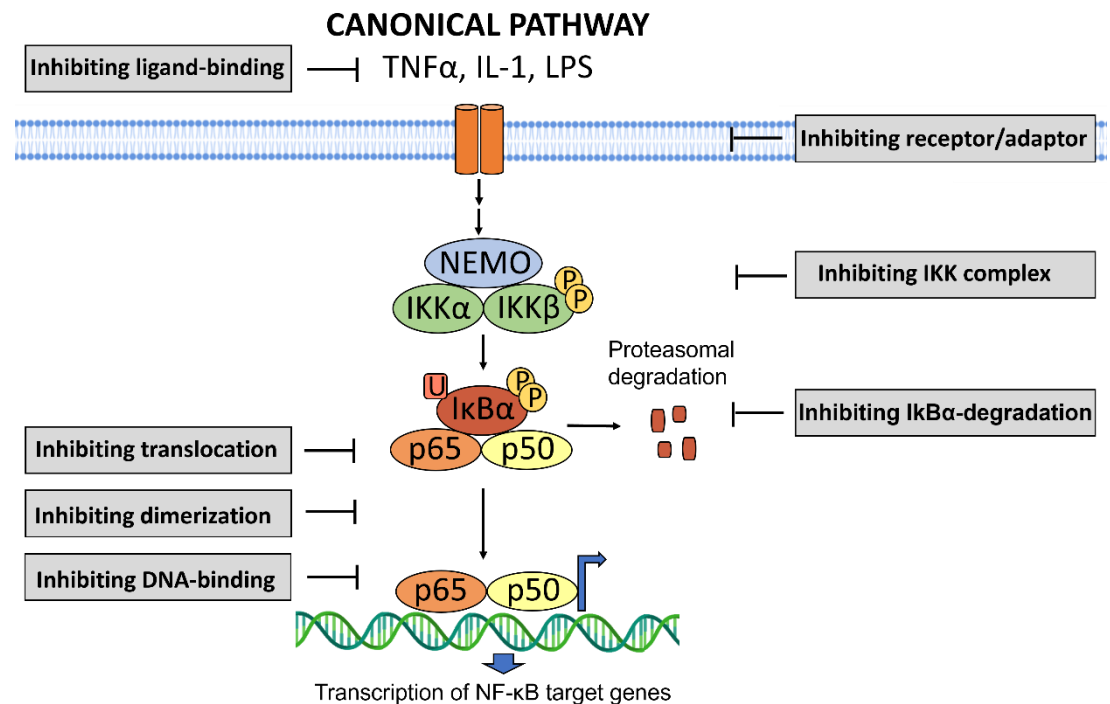 CANONICAL PATHWAY
Inhibiting ligand-binding
TNFα, IL-1, LPS
Inhibiting receptor/adaptor
NEMO
P
P
IKKα
IKKβ
Inhibiting IKK complex
Proteasomal
degradation
U
P
P
IκBα
Inhibiting IkBα-degradation
p65
p50
Inhibiting translocation
Inhibiting dimerization
Inhibiting DNA-binding
p65
p50
Transcription of NF-κB target genes